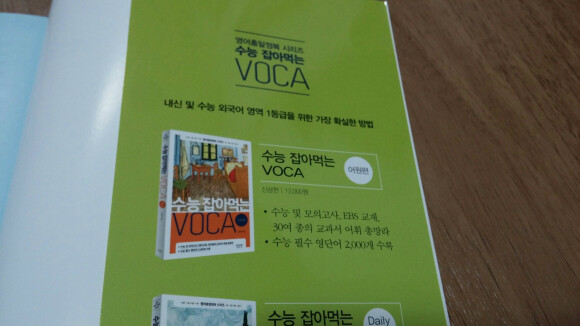 영어출발정복 시리즈
수능 잡아먹는
VOCA
내신 및 수능 외국어 영역 1등급을 위한 가장 확실한 방법
수능 잡아먹는
VOCA
어원편
수능 잡아먹는
VOCA
• 수능 및 모의고사, EBS 교재,
30여 종의 교과서 어휘 총망라
• 수능 필수 영단어 2,000개 수록
수능 잡아먹는
Daily